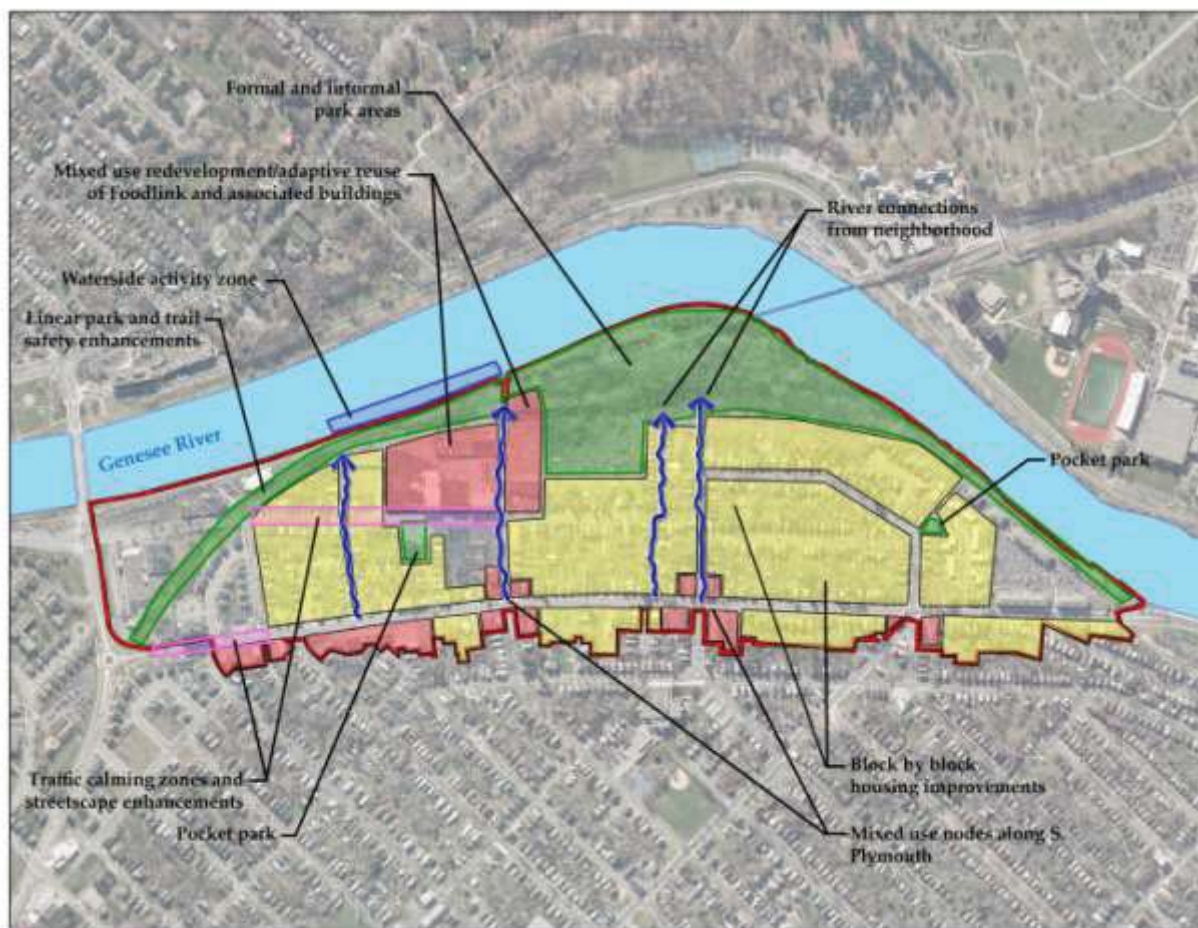 Formal and informal
park areas
Mixed use redevelopment/adaptive reuse
of Foodlink and associated buildings
River connections
from neighborhood
Waterside activity zone
Linear park and trail
safety enhancements
Genesee River
Pocket park
Traffic calming zones and
streetscape enhancements
Block by block
housing improvements
Pocket park
Mixed use nodes along S.
Plymouth